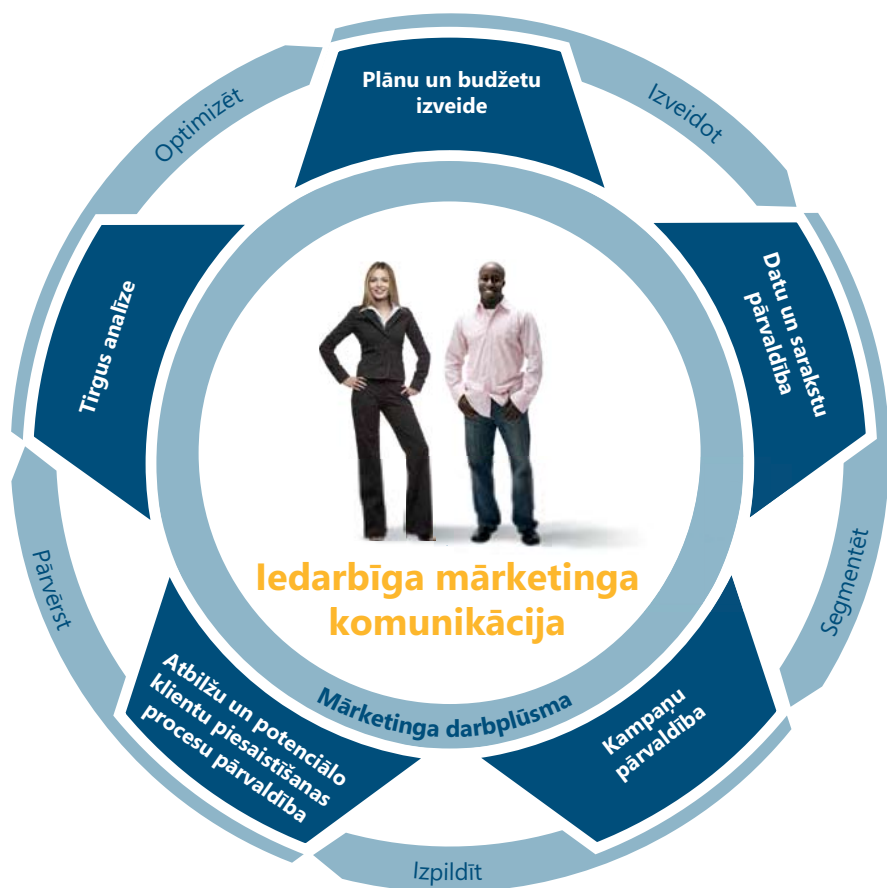 Plānu un budžetu
izveide
Izveidot
Datu un sarakstu
pārvaldība
Segmentēt
Kampaņu
pārvaldība
Izpildīt
Atbilžu un potenciālo
klientu piesaistīšanas
procesu pārvaldība
Pārvērst
Tirgus analīze
Optimizēt
Iedarbīga mārketinga
komunikācija
Mārketinga darbplūsma